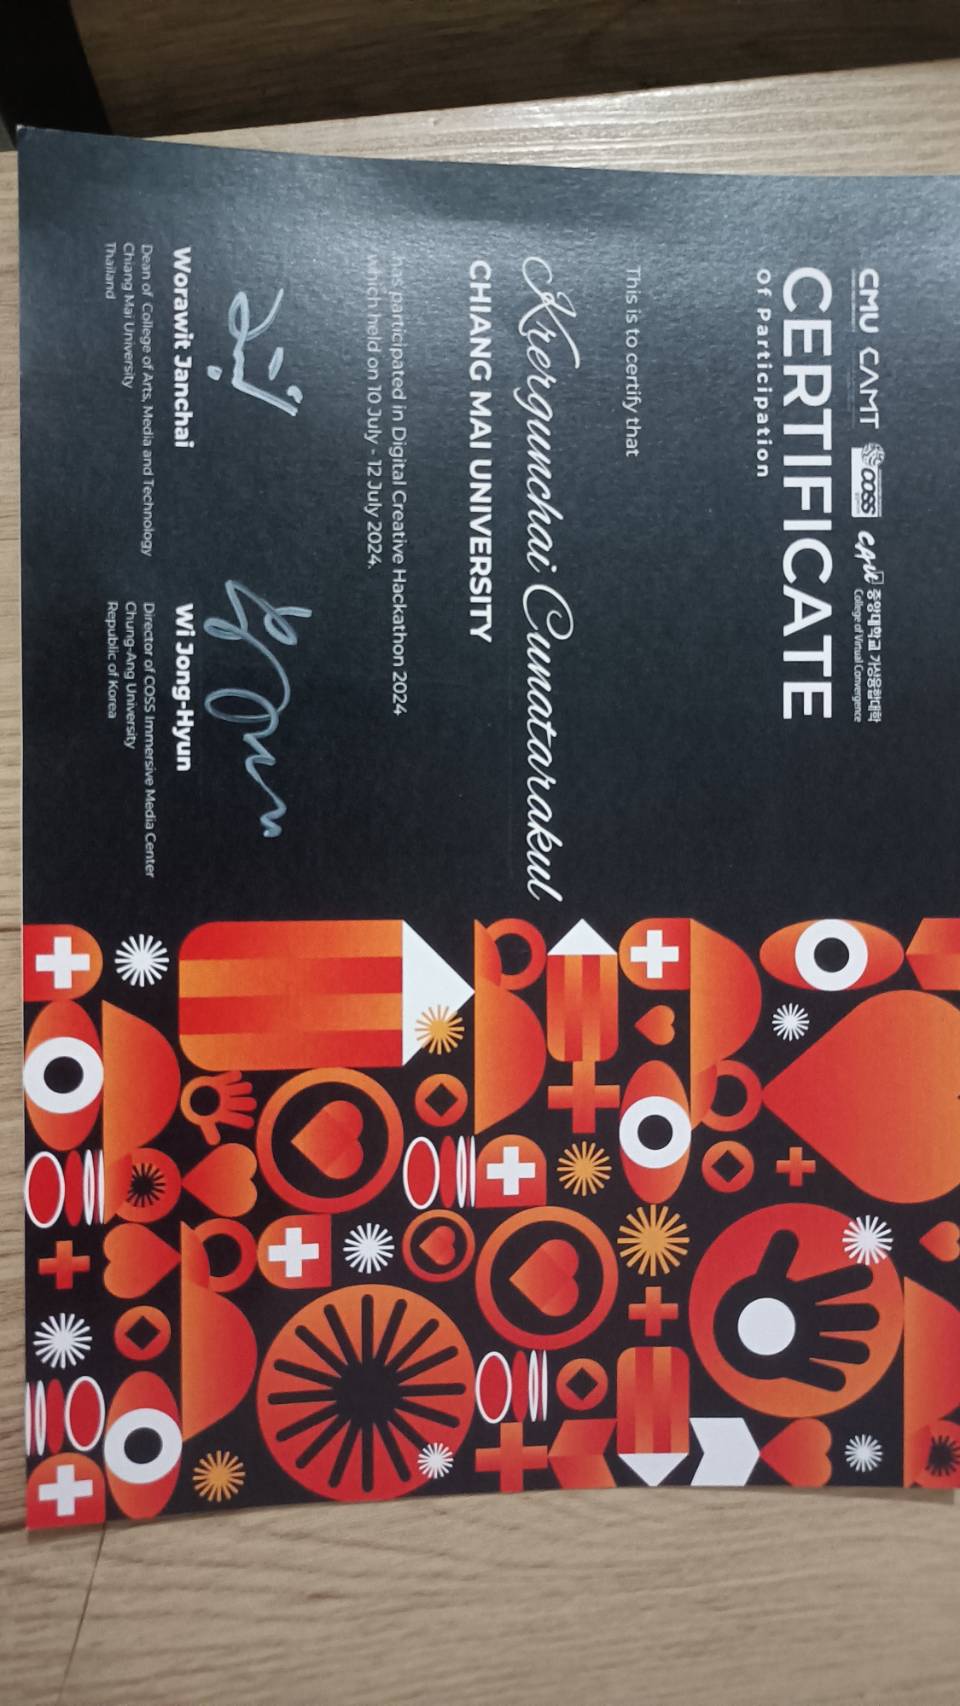 CMU CAMT COSS CAU 중앙대학교 가상융합대학
College of Virtual Convergence
CERTIFICATE
of Participation
This is to certify that
Krergunchai Cunatarakul
CHIANG MAI UNIVERSITY
has participated in Digital Creative Hackathon 2024
which held on 10 July - 12 July 2024.
Worawit Janchai
Dean of College of Arts, Media and Technology
Chiang Mai University
Thailand
Wi Jong-Hyun
Director of COSS Immersive Media Center
Chung-Ang University
Republic of Korea